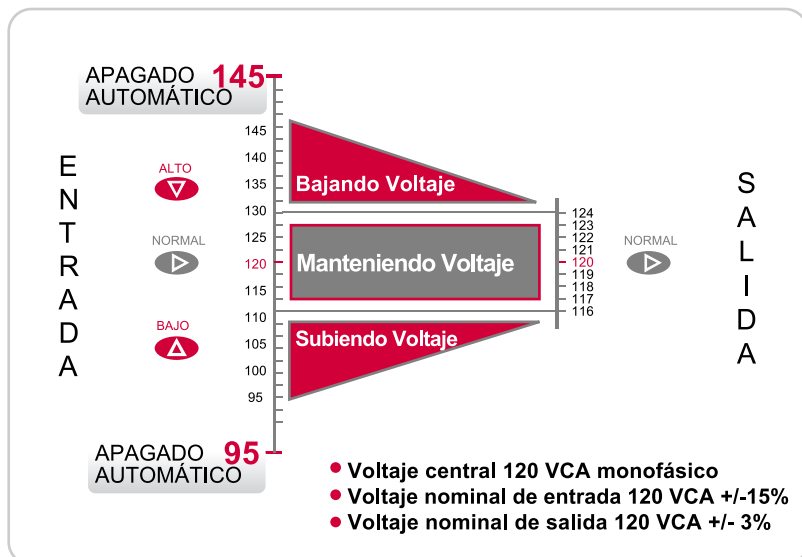 APAGADO
AUTOMÁTICO
145
ENTRADA
ALTO
NORMAL
BAJO
145
140
135
130
125
120
115
110
105
100
95
Bajando Voltaje
Manteniendo Voltaje
Subiendo Voltaje
124
123
122
121
120
119
118
117
116
NORMAL
SALIDA
APAGADO
AUTOMÁTICO
95
Voltaje central 120 VCA monofásico
Voltaje nominal de entrada 120 VCA +/-15%
Voltaje nominal de salida 120 VCA +/- 3%